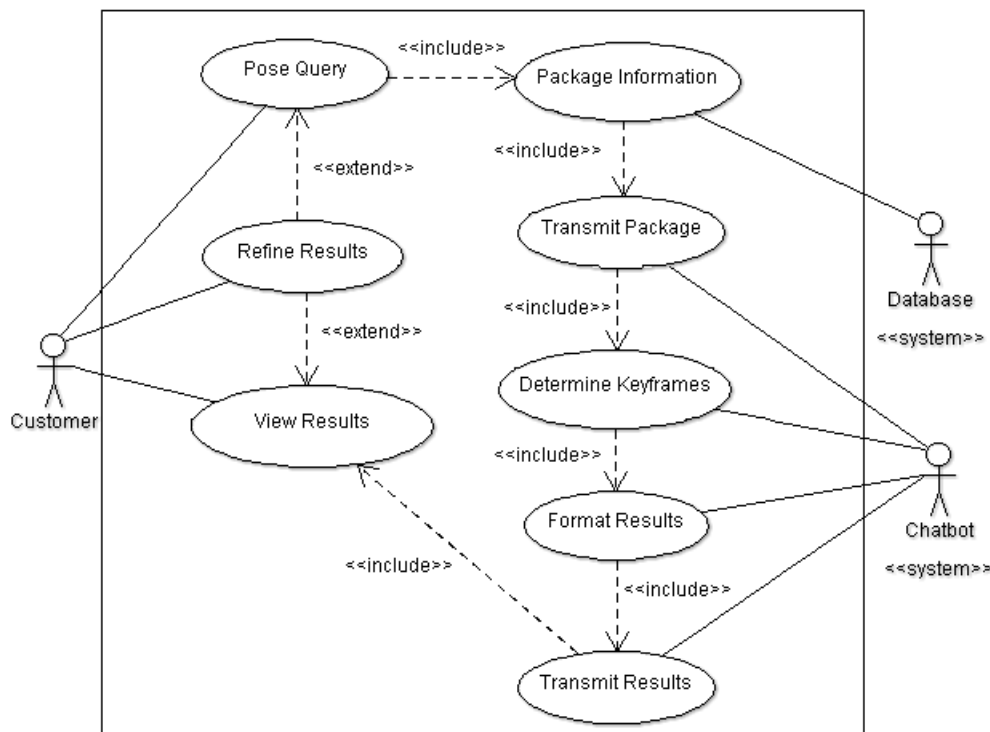 <<include>>
Pose Query
Package Information
<<include>>
<<extend>>
Transmit Package
Refine Results
Database
<<include>>
<<extend>>
<<system>>
Determine Keyframes
Customer
View Results
<<include>>
Format Results
Chatbot
<<include>>
<<system>>
<<include>>
Transmit Results